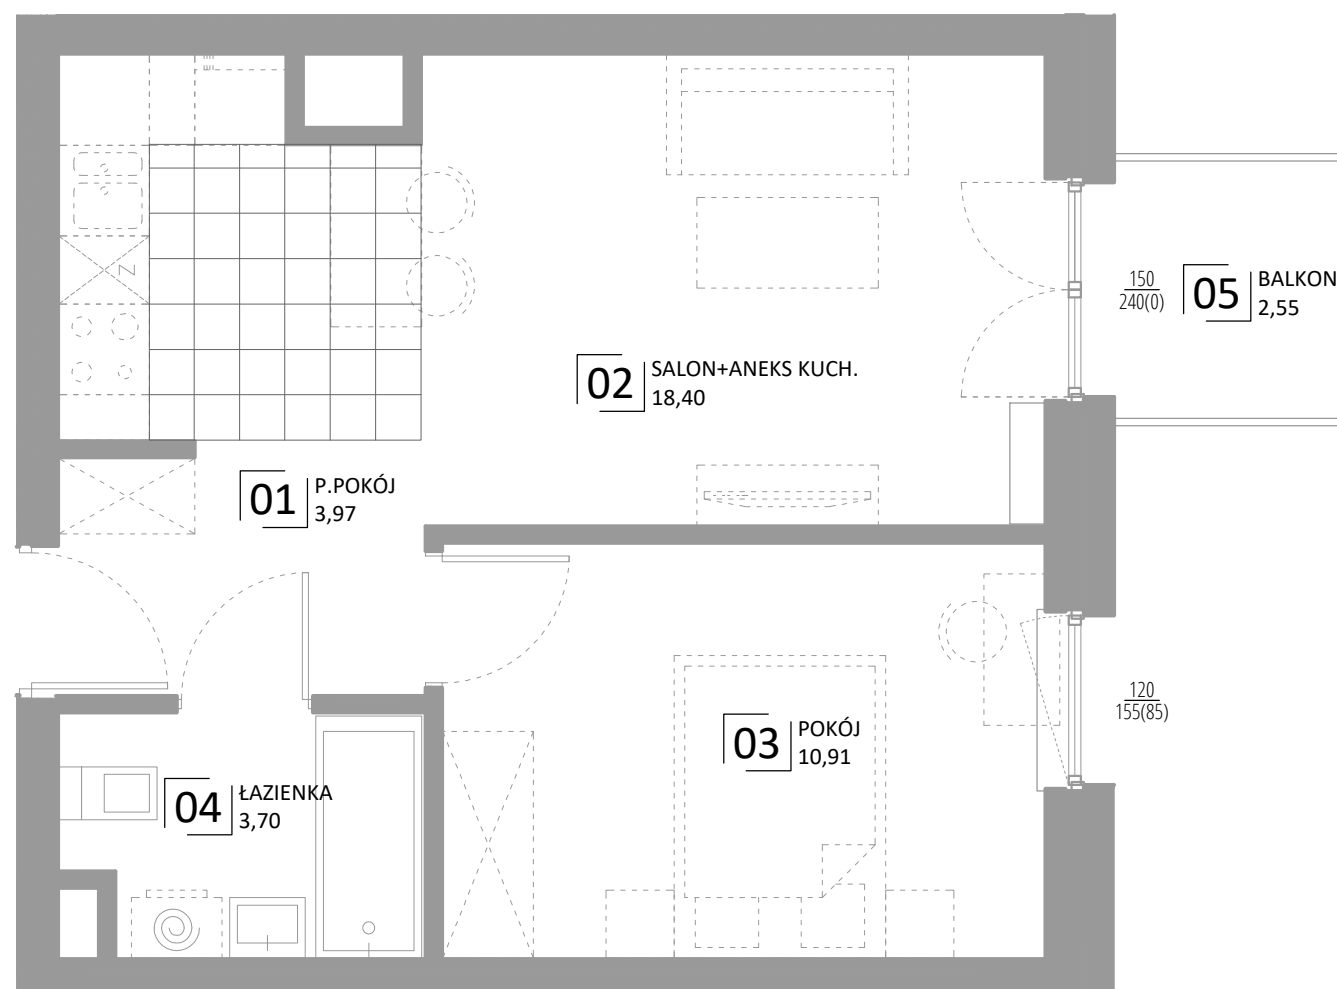 150
240(0)
05
BALKON
2,55
02
SALON+ANEKS KUCH.
18,40
Z
01
P.POKÓJ
3,97
120
155(85)
03
POKÓJ
10,91
04
ŁAZIENKA
3,70